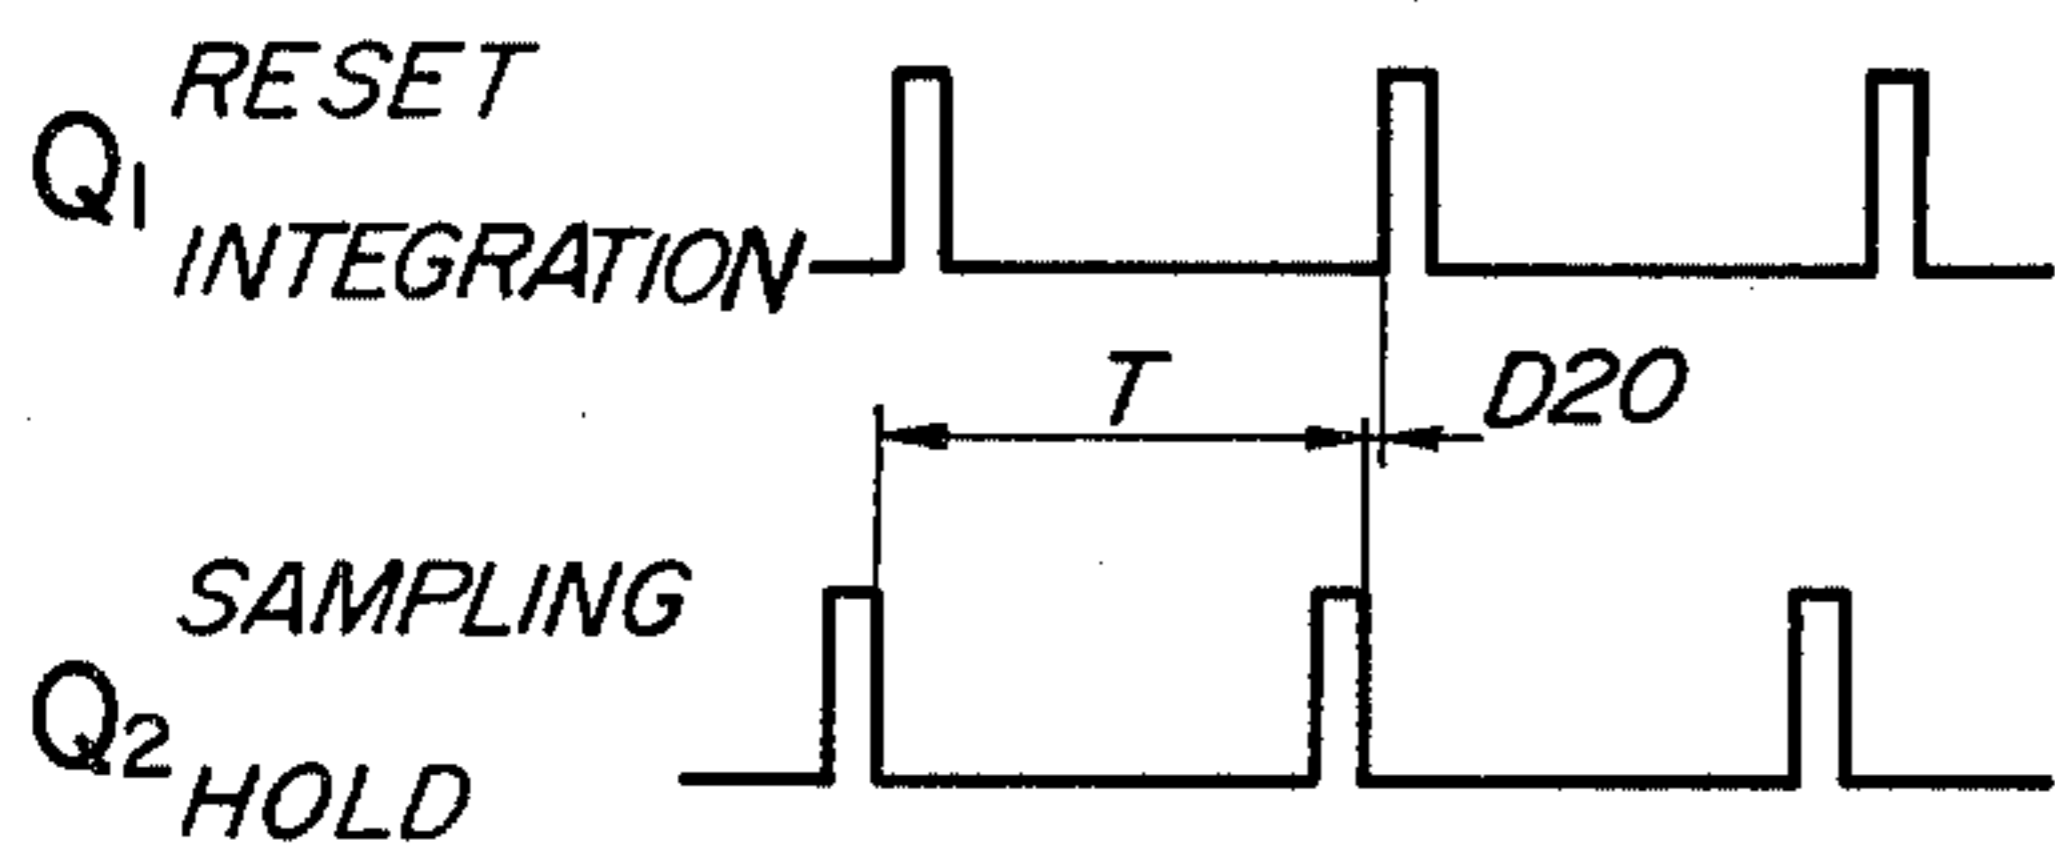 RESET
Q1
INTEGRATION
T
D20
SAMPLING
Q2
HOLD